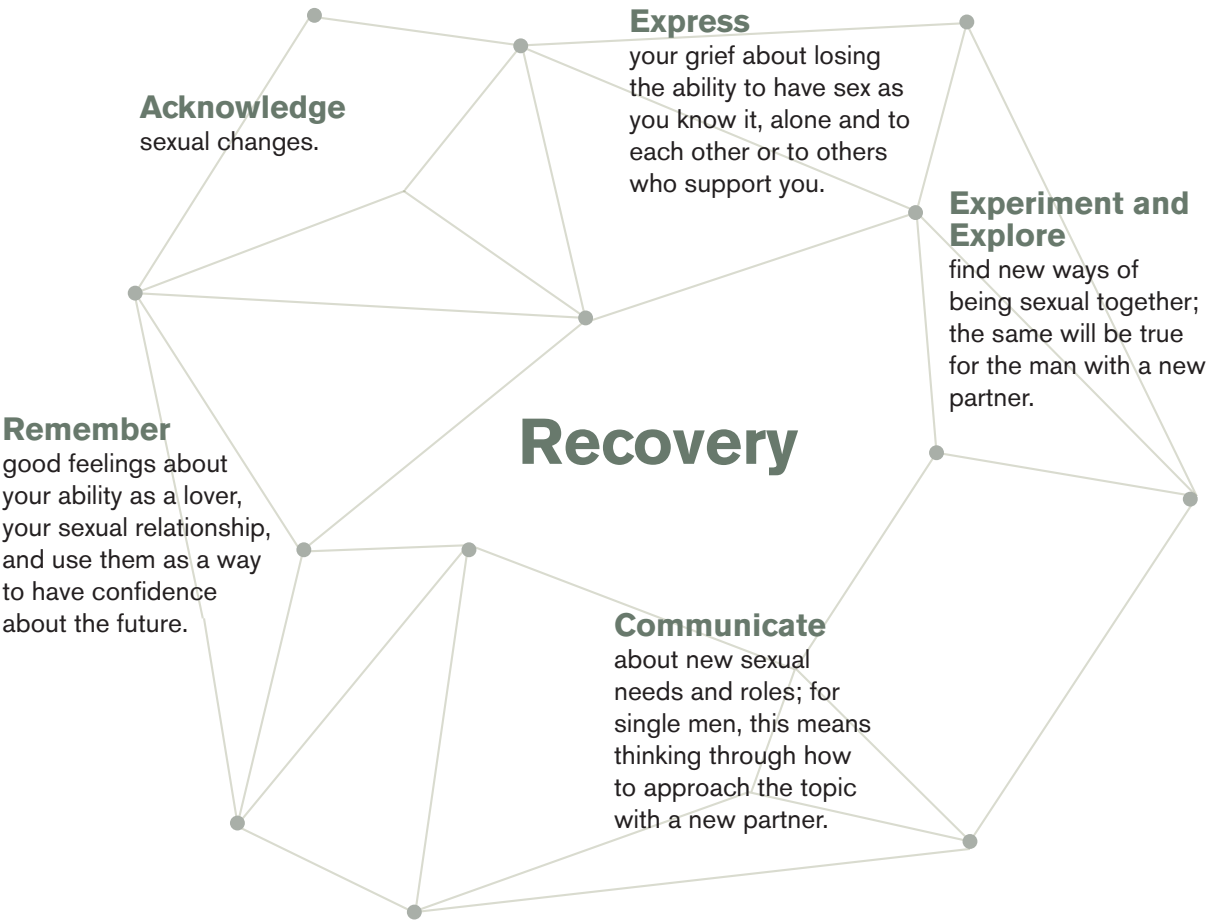 Acknowledge
sexual changes.
Express
your grief about losing
the ability to have sex as
you know it, alone and to
each other or to others
who support you.
Experiment and
Explore
find new ways of
being sexual together;
the same will be true
for the man with a new
partner.
Remember
good feelings about
your ability as a lover,
your sexual relationship,
and use them as a way
to have confidence
about the future.
Recovery
Communicate
about new sexual
needs and roles; for
single men, this means
thinking through how
to approach the topic
with a new partner.